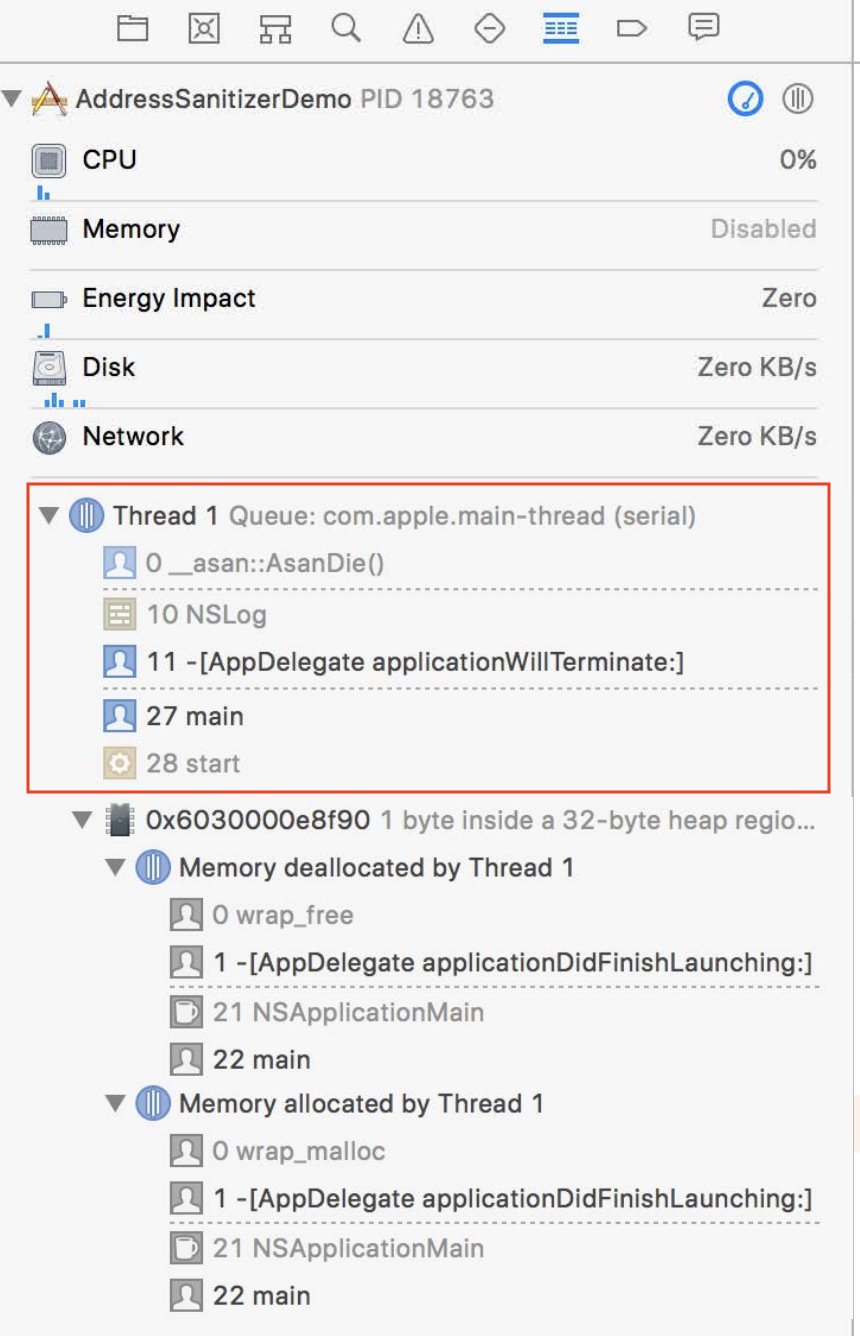 AddressSanitizerDemo PID 18763
CPU 0%
Memory Disabled
Energy Impact Zero
Disk Zero KB/s
Network Zero KB/s
Thread 1 Queue: com.apple.main-thread (serial)
0 __asan::AsanDie()
10 NSLog
11 -[AppDelegate applicationWillTerminate:]
27 main
28 start
0x6030000e8f90 1 byte inside a 32-byte heap regio...
Memory deallocated by Thread 1
0 wrap_free
1 -[AppDelegate applicationDidFinishLaunching:]
21 NSApplicationMain
22 main
Memory allocated by Thread 1
0 wrap_malloc
1 -[AppDelegate applicationDidFinishLaunching:]
21 NSApplicationMain
22 main